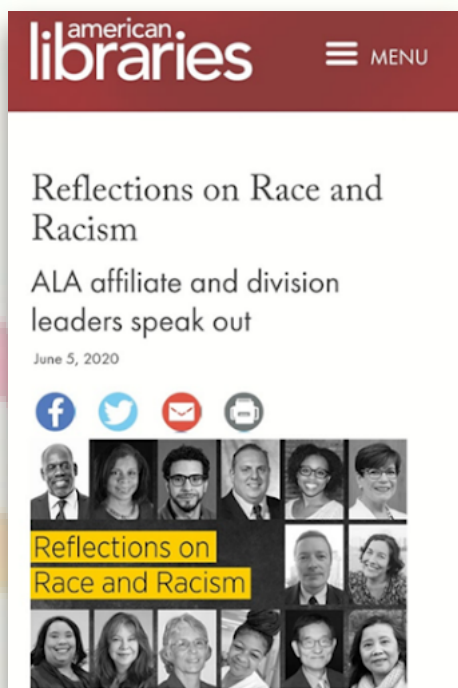 american
libraries
MENU
Reflections on Race and
Racism
ALA affiliate and division
leaders speak out
June 5, 2020
Reflections on
Race and Racism